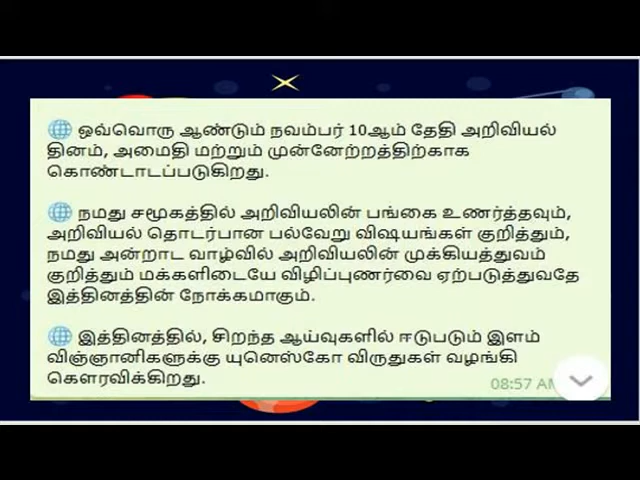 🌐 ஒவ்வொரு ஆண்டும் நவம்பர் 10ஆம் தேதி அறிவியல்
தினம், அமைதி மற்றும் முன்னேற்றத்திற்காக
கொண்டாடப்படுகிறது.
🌐 நமது சமூகத்தில் அறிவியலின் பங்கை உணர்த்தவும்,
அறிவியல் தொடர்பான பல்வேறு விஷயங்கள் குறித்தும்,
நமது அன்றாட வாழ்வில் அறிவியலின் முக்கியத்துவம்
குறித்தும் மக்களிடையே விழிப்புணர்வை ஏற்படுத்துவதே
இத்தினத்தின் நோக்கமாகும்.
🌐 இத்தினத்தில், சிறந்த ஆய்வுகளில் ஈடுபடும் இளம்
விஞ்ஞானிகளுக்கு யுனெஸ்கோ விருதுகள் வழங்கி
கௌரவிக்கிறது.
08:57 AM